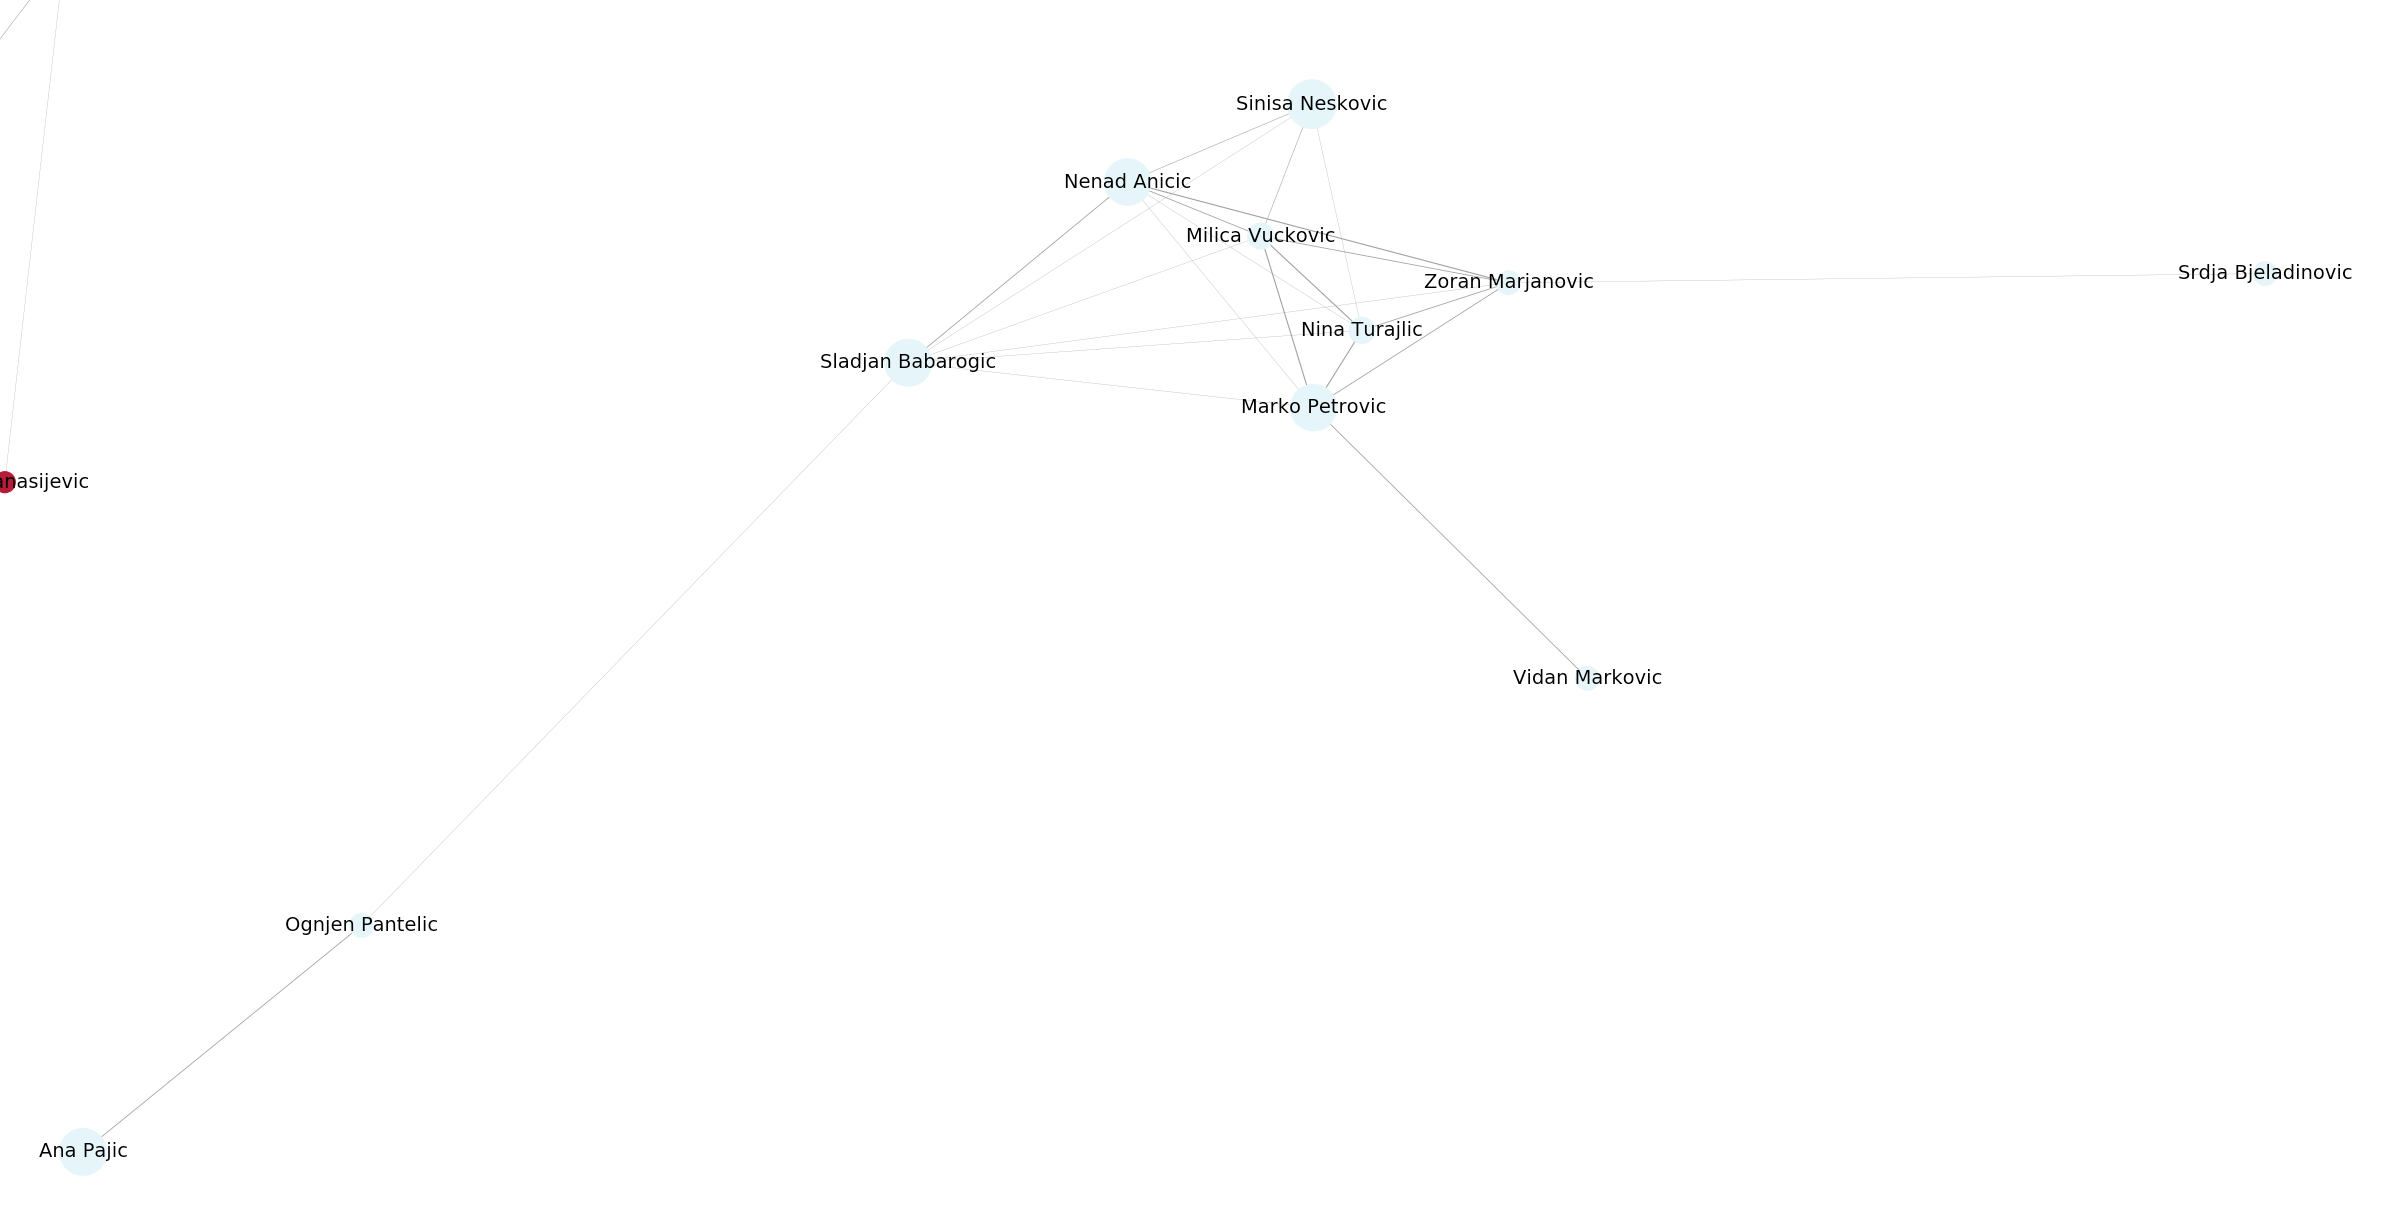 Sinisa Neskovic
Nenad Anicic
Milica Vuckovic
Srdja Bjeladinovic
Zoran Marjanovic
Nina Turajlic
Sladjan Babarogic
Marko Petrovic
anasijevic
Vidan Markovic
Ognjen Pantelic
Ana Pajic